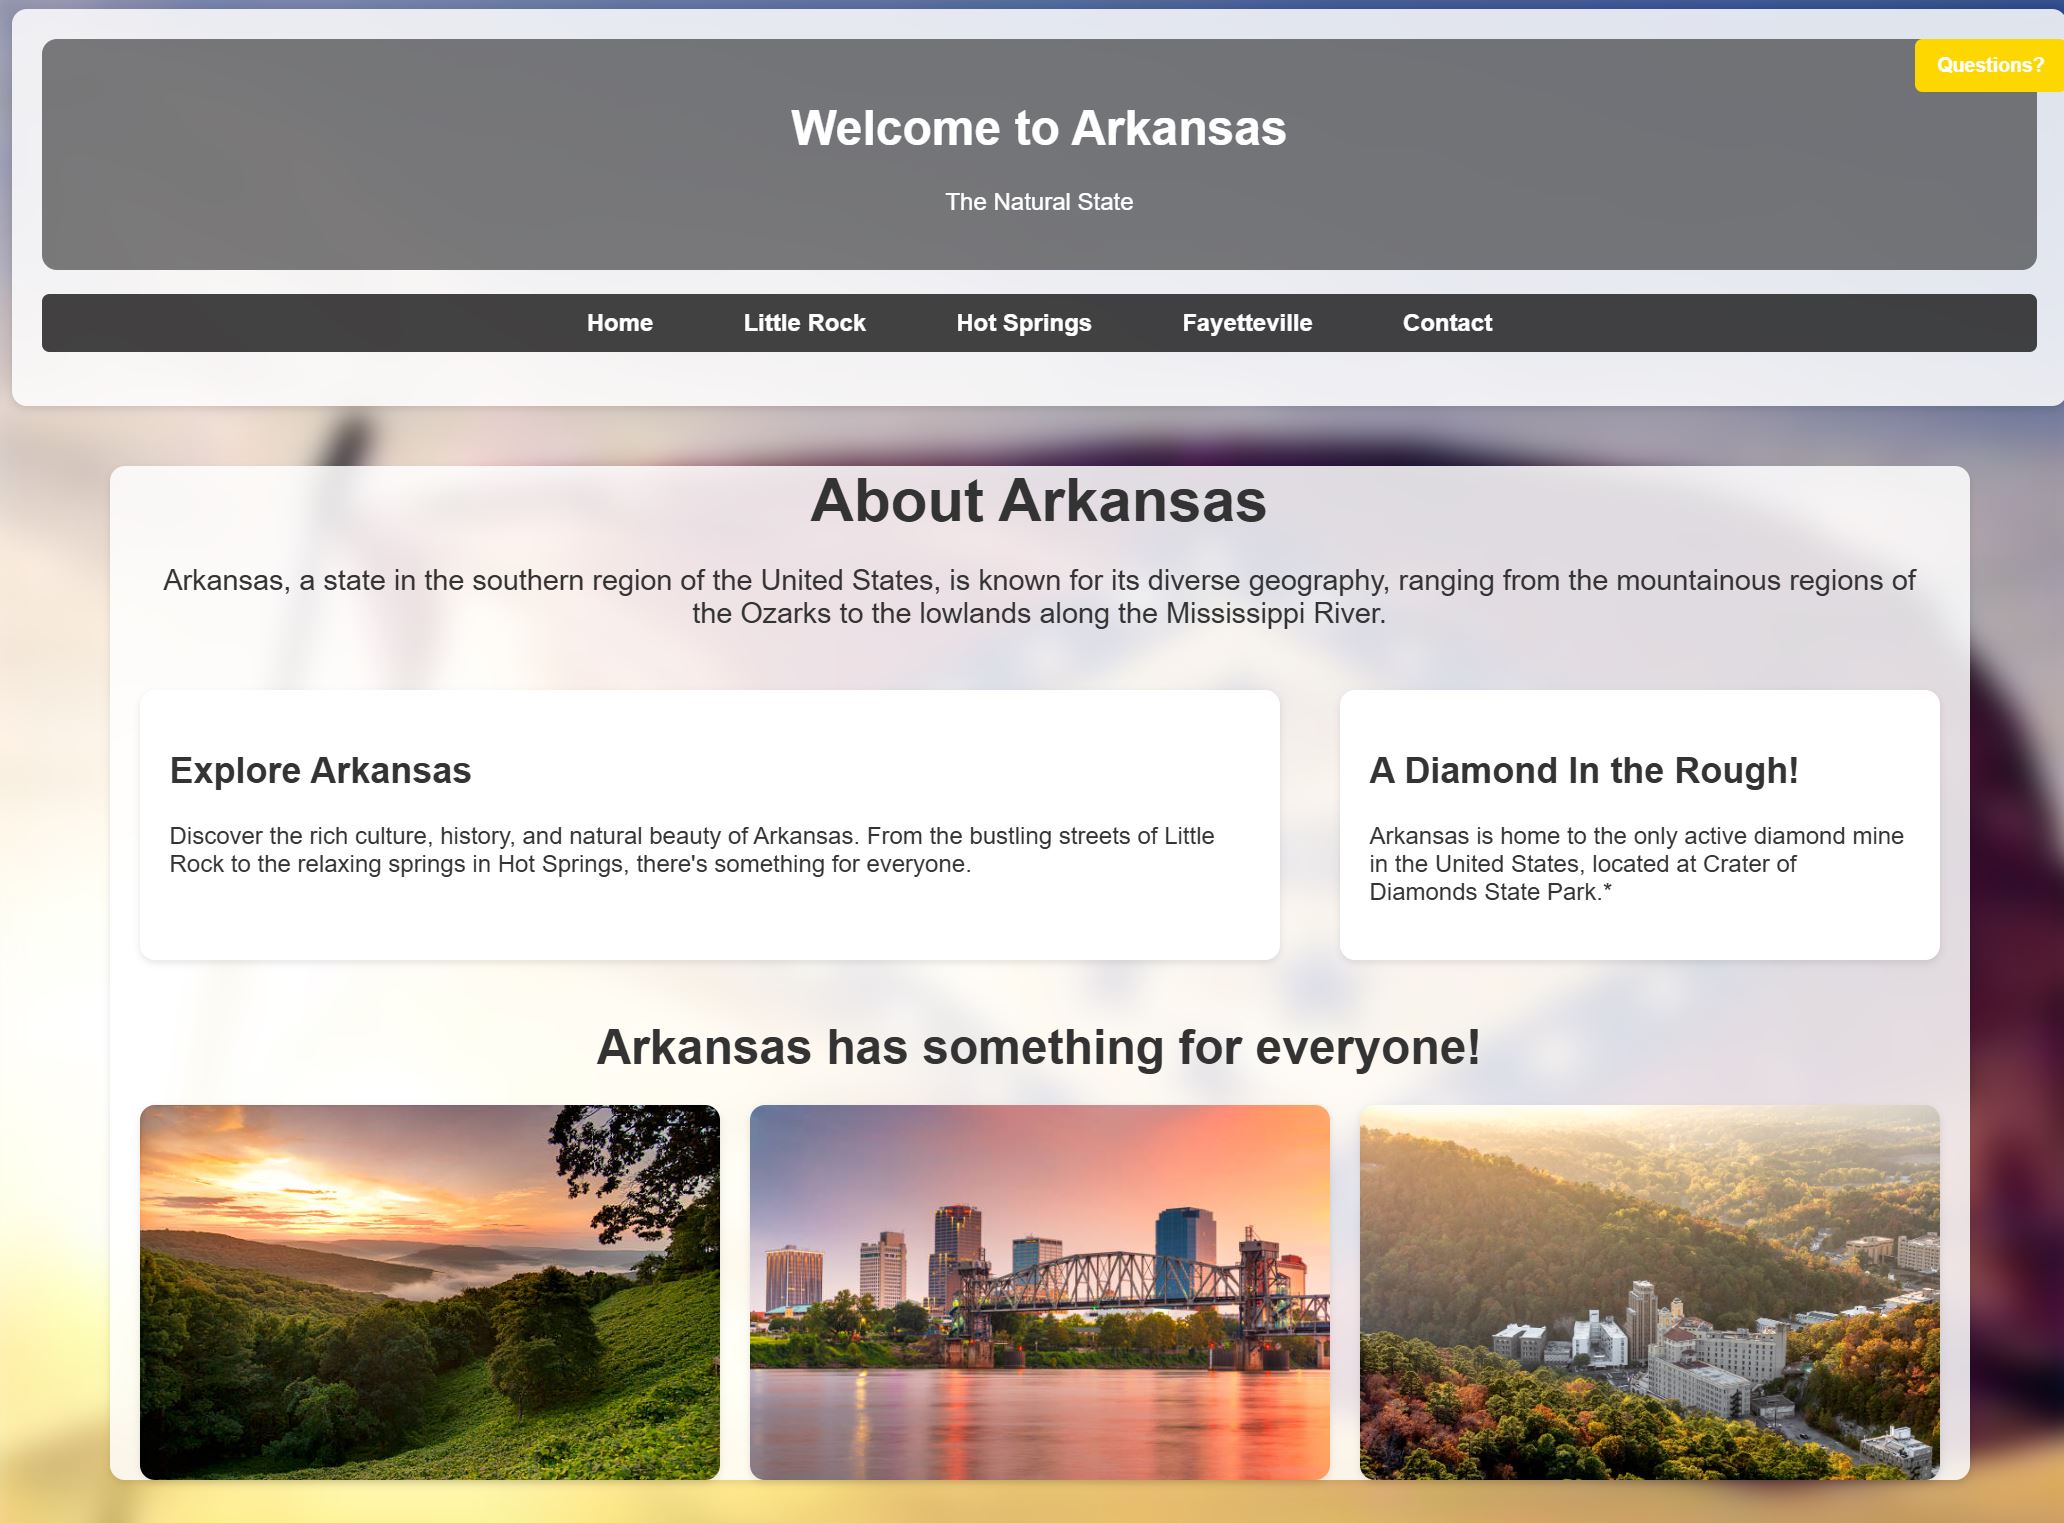 Questions?
Welcome to Arkansas
The Natural State
Home Little Rock Hot Springs Fayetteville Contact
About Arkansas
Arkansas, a state in the southern region of the United States, is known for its diverse geography, ranging from the mountainous regions of
the Ozarks to the lowlands along the Mississippi River.
Explore Arkansas
Discover the rich culture, history, and natural beauty of Arkansas. From the bustling streets of Little
Rock to the relaxing springs in Hot Springs, there's something for everyone.
A Diamond In the Rough!
Arkansas is home to the only active diamond mine
in the United States, located at Crater of
Diamonds State Park.*
Arkansas has something for everyone!